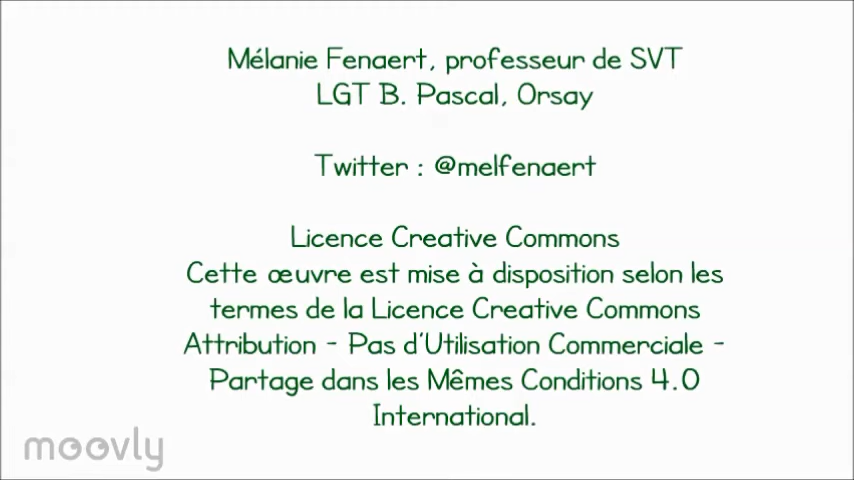 Mélanie Fenaert, professeur de SVT
LGT B. Pascal, Orsay
Twitter : @melfenaert
Licence Creative Commons
Cette œuvre est mise à disposition selon les
termes de la Licence Creative Commons
Attribution - Pas d'Utilisation Commerciale -
Partage dans les Mêmes Conditions 4.0
International.
moovly